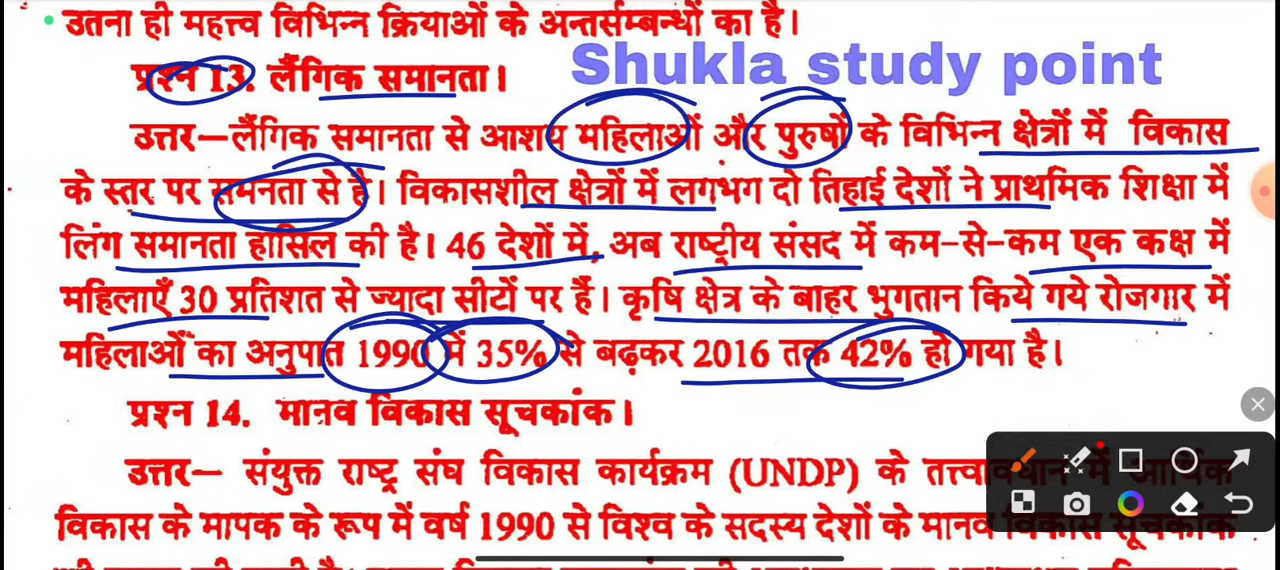 उतना ही महत्त्व विभिन्न क्रियाओं के अन्तर्सम्बन्धों का है।
Shukla study point
प्रश्न 13. लैंगिक समानता।
उत्तर–लैंगिक समानता से आशय महिलाओं और पुरुषों के विभिन्न क्षेत्रों में विकास
के स्तर पर समनता से है। विकासशील क्षेत्रों में लगभग दो तिहाई देशों ने प्राथमिक शिक्षा में
लिंग समानता हासिल की है। 46 देशों में, अब राष्ट्रीय संसद में कम-से-कम एक कक्ष में
महिलाएँ 30 प्रतिशत से ज्यादा सीटों पर हैं। कृषि क्षेत्र के बाहर भुगतान किये गये रोजगार में
महिलाओं का अनुपात 1990 में 35% से बढ़कर 2016 तक 42% हो गया है।
प्रश्न 14. मानव विकास सूचकांक।
उत्तर– संयुक्त राष्ट्र संघ विकास कार्यक्रम (UNDP) के तत्त्वावधान में आर्थिक
विकास के मापक के रूप में वर्ष 1990 से विश्व के सदस्य देशों के मानव विकास सूचकांक